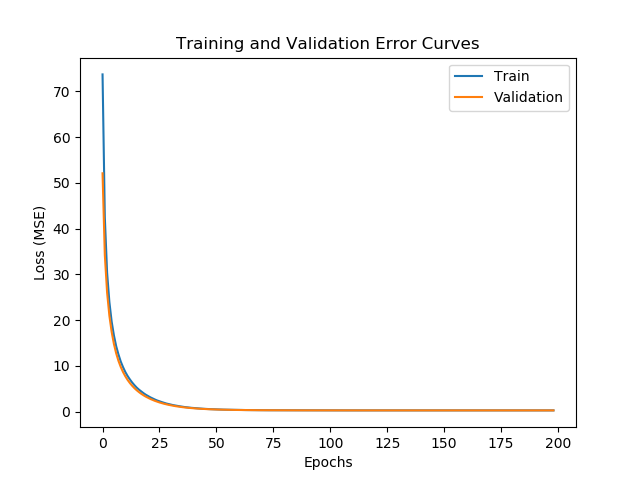 Training and Validation Error Curves
Train
Validation
Loss (MSE)
70
60
50
40
30
20
10
0
0 25 50 75 100 125 150 175 200
Epochs